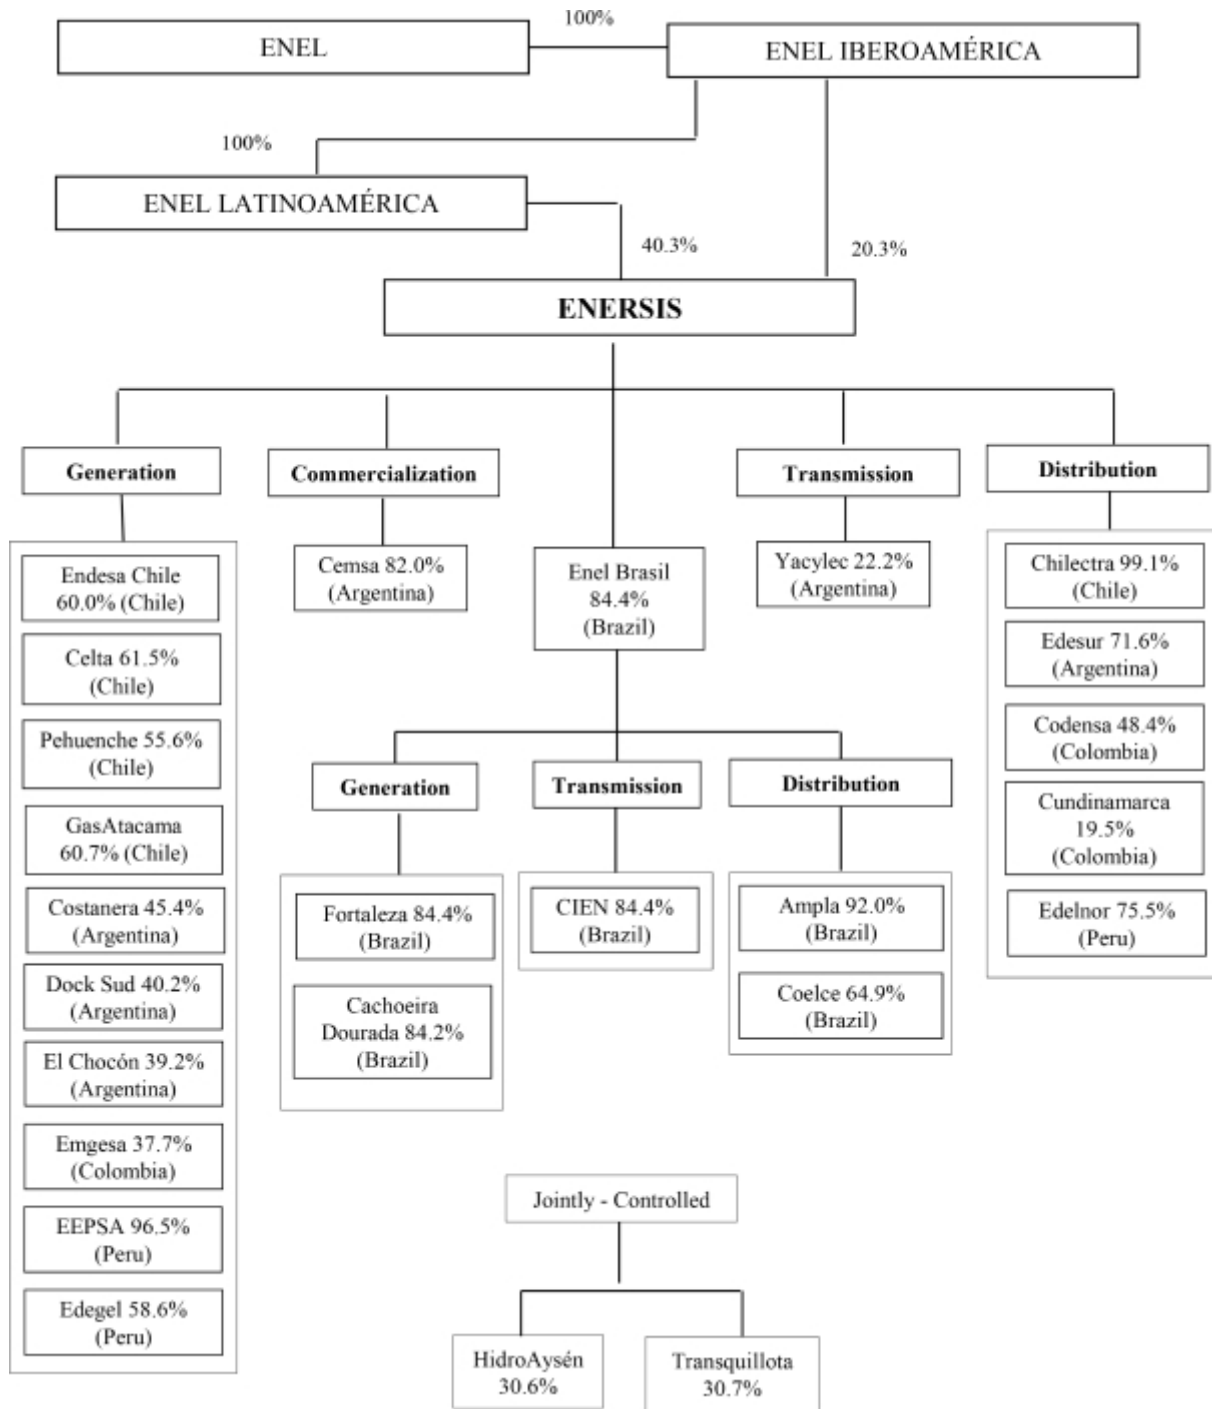 100%
ENEL
ENEL IBEROAMÉRICA
100%
ENEL LATINOAMÉRICA
40.3%
20.3%
ENERSIS
Generation
Commercialization
Transmission
Distribution
Endesa Chile
60.0% (Chile)
Celta 61.5%
(Chile)
Pehuenche 55.6%
(Chile)
GasAtacama
60.7% (Chile)
Costanera 45.4%
(Argentina)
Dock Sud 40.2%
(Argentina)
El Chocón 39.2%
(Argentina)
Emgesa 37.7%
(Colombia)
EEPSA 96.5%
(Peru)
Edegel 58.6%
(Peru)
Cemsa 82.0%
(Argentina)
Enel Brasil
84.4%
(Brazil)
Yacylec 22.2%
(Argentina)
Chilectra 99.1%
(Chile)
Edesur 71.6%
(Argentina)
Codensa 48.4%
(Colombia)
Cundinamarca
19.5%
(Colombia)
Edelnor 75.5%
(Peru)
Generation
Transmission
Distribution
Fortaleza 84.4%
(Brazil)
Cachoeira
Dourada 84.2%
(Brazil)
CIEN 84.4%
(Brazil)
Ampla 92.0%
(Brazil)
Coelce 64.9%
(Brazil)
Jointly - Controlled
HidroAysén
30.6%
Transquillota
30.7%